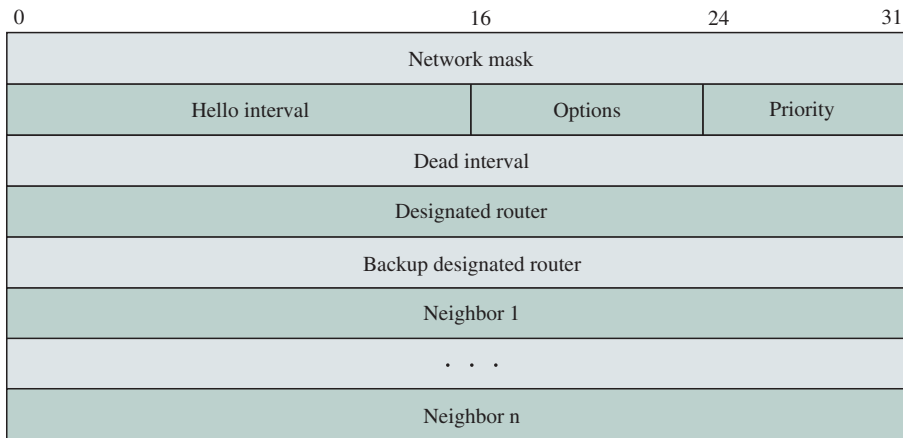 0 16 24 31
Network mask
Hello interval Options Priority
Dead interval
Designated router
Backup designated router
Neighbor 1
. . .
Neighbor n